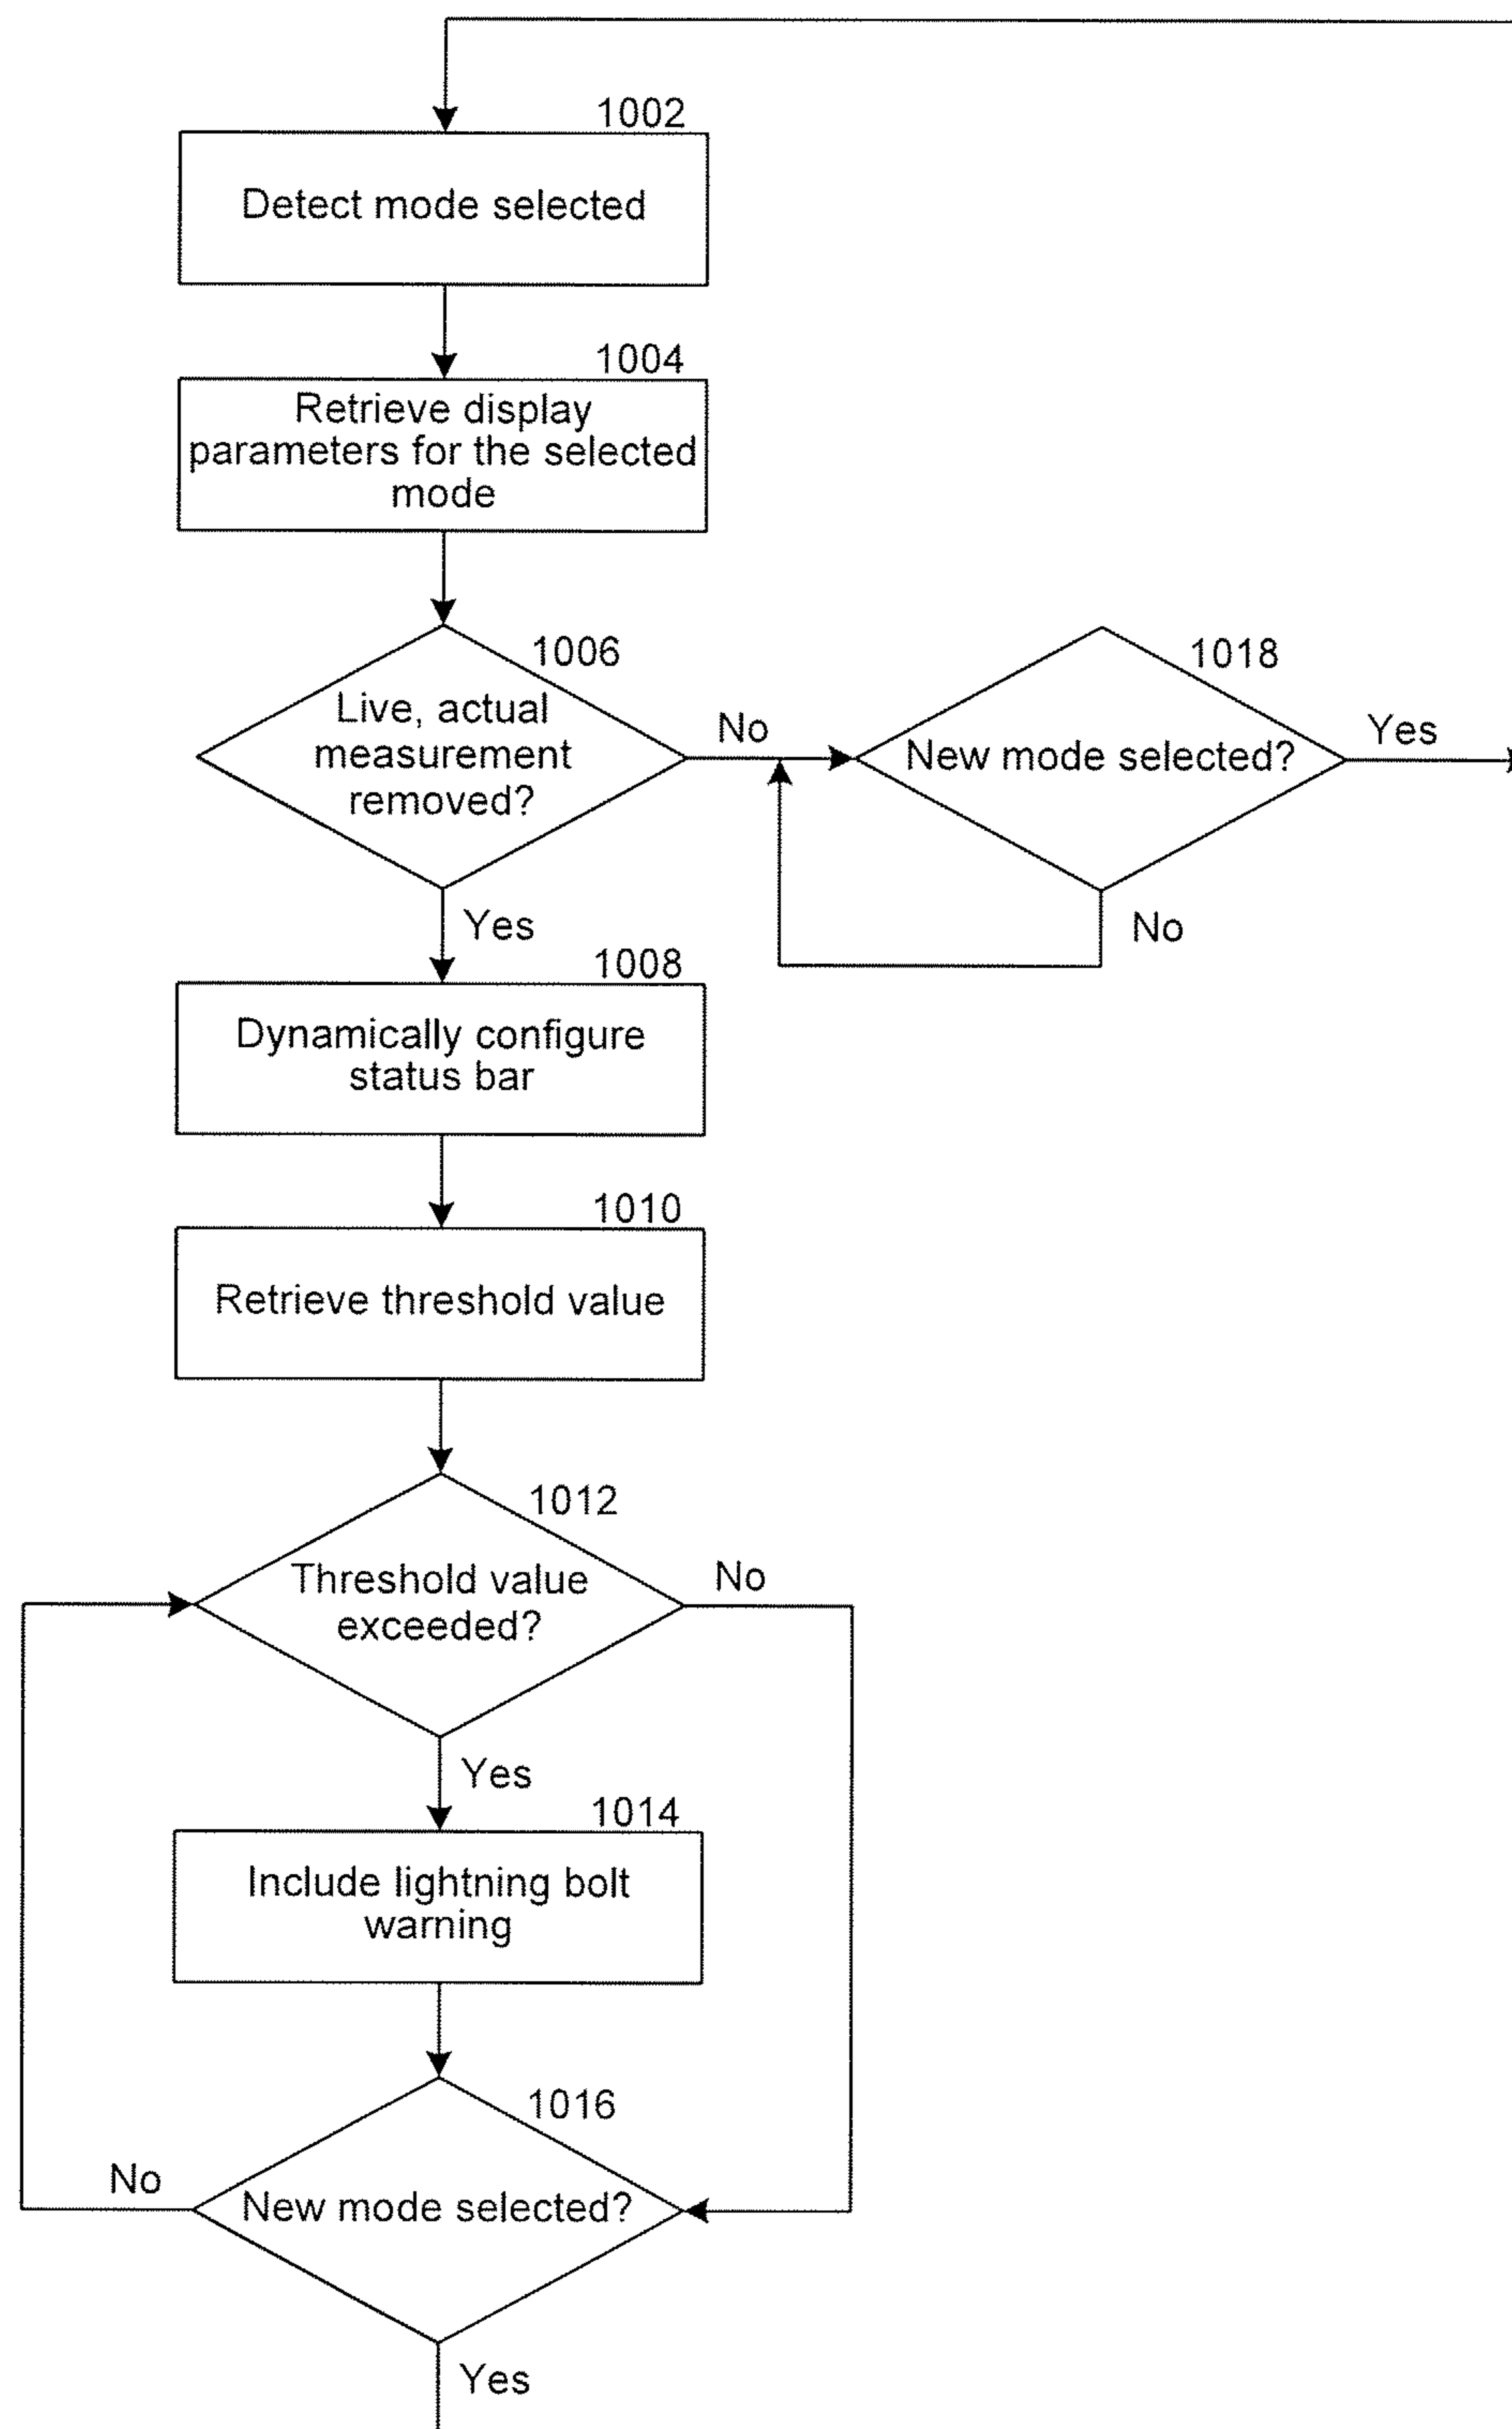 1002
Detect mode selected
1004
Retrieve display
parameters for the selected
mode
1006
Live, actual
measurement
removed?
No
1018
New mode selected?
Yes
No
Yes
1008
Dynamically configure
status bar
1010
Retrieve threshold value
1012
Threshold value
exceeded?
No
Yes
1014
Include lightning bolt
warning
1016
New mode selected?
No
Yes